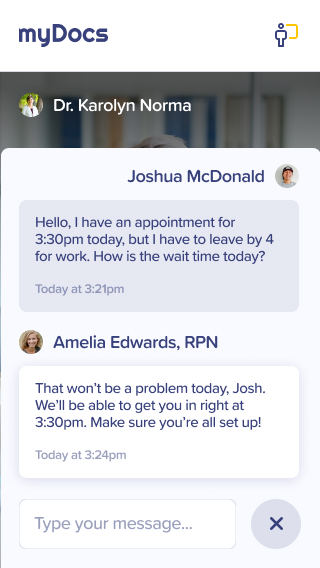 myDocs
Dr. Karolyn Norma
Joshua McDonald
Hello, I have an appointment for
3:30pm today, but I have to leave by 4
for work. How is the wait time today?
Today at 3:21pm
Amelia Edwards, RPN
That won’t be a problem today, Josh.
We’ll be able to get you in right at
3:30pm. Make sure you’re all set up!
Today at 3:24pm
Type your message...